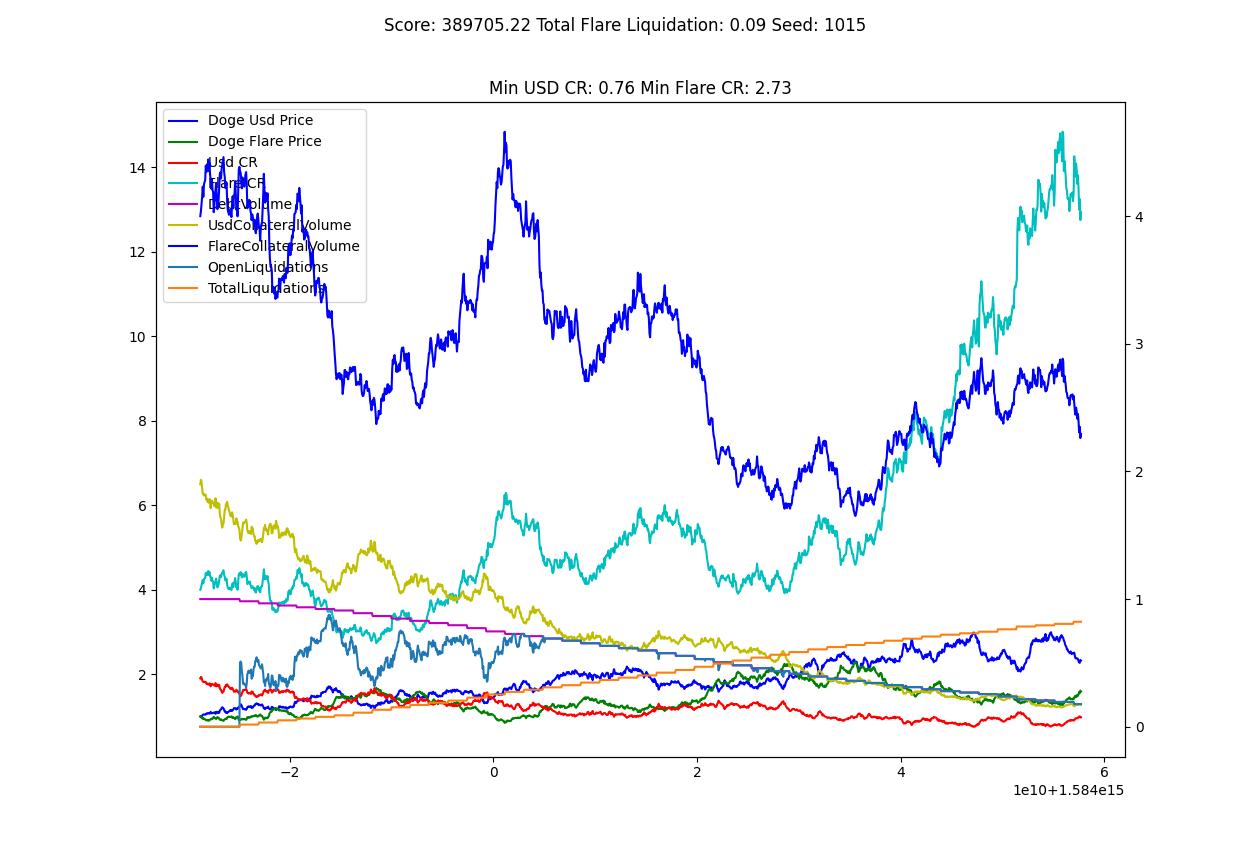 Score: 389705.22 Total Flare Liquidation: 0.09 Seed: 1015
Min USD CR: 0.76 Min Flare CR: 2.73
Doge Usd Price
Doge Flare Price
Usd CR
Flare CR
DebtVolume
UsdCollateralVolume
FlareCollateralVolume
OpenLiquidations
TotalLiquidations
14
12
10
8
6
4
2
4
3
2
1
0
−2
0
2
4
6
1e10+1.584e15